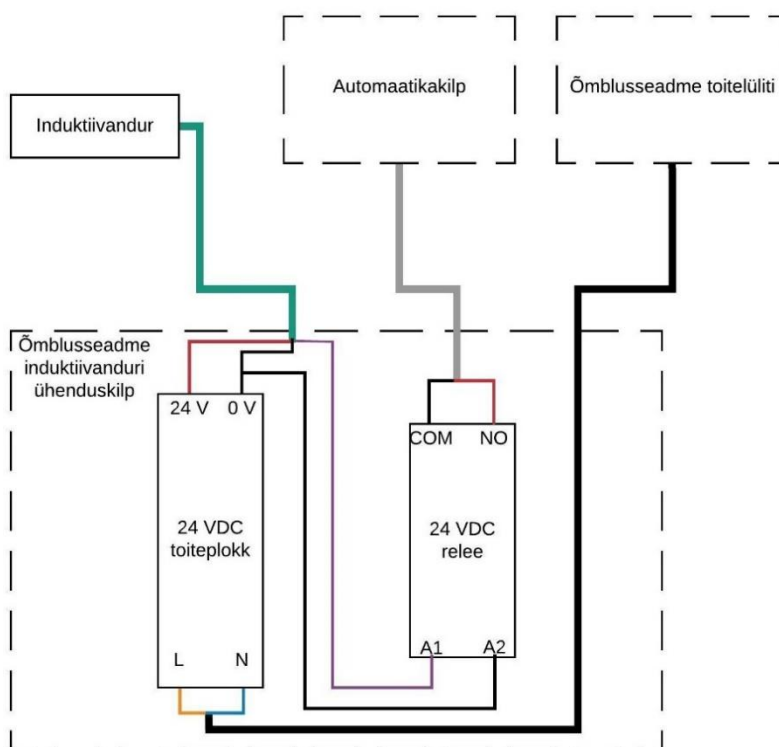 Induktiivandur
Automaatikakilp
Õmblusseadme toitelüliti
Õmblusseadme
induktiivanduri
ühenduskilp
24 V
0 V
24 VDC
toiteplokk
L
N
COM
NO
24 VDC
relee
A1
A2